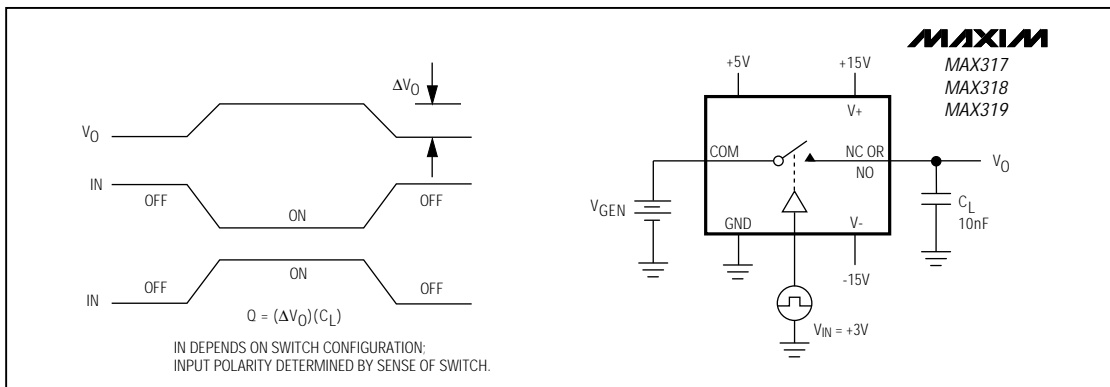 ΔVO
VO
IN
OFF
ON
OFF
IN
OFF
ON
OFF
Q = (ΔVO)(CL)
IN DEPENDS ON SWITCH CONFIGURATION;
INPUT POLARITY DETERMINED BY SENSE OF SWITCH.
MAXIM
MAX317
MAX318
MAX319
+5V
+15V
V+
COM
NC OR
NO
VO
VGEN
CL
10nF
GND
V-
-15V
VIN = +3V